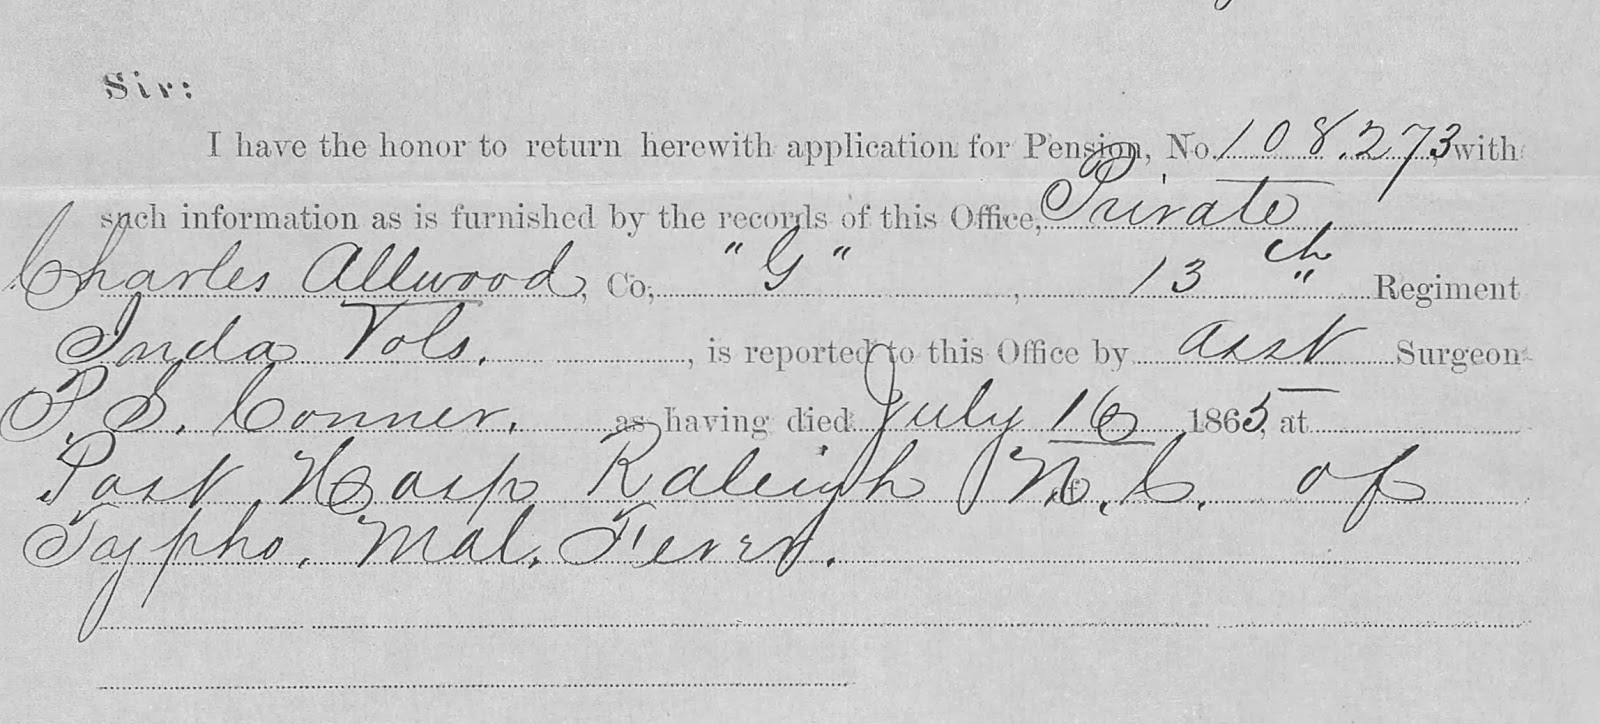 Sir:
I have the honor to return herewith application for Pension, No. 108.273, with
such information as is furnished by the records of this Office, Private
Charles Allwood, Co, "G", 13th Regiment
Inda Vols., is reported to this Office by asst Surgeon
P. S. Conner. as having died July 16 1865, at
Post Hosp Raleigh N. C. of
Typho. Mal. Fever.